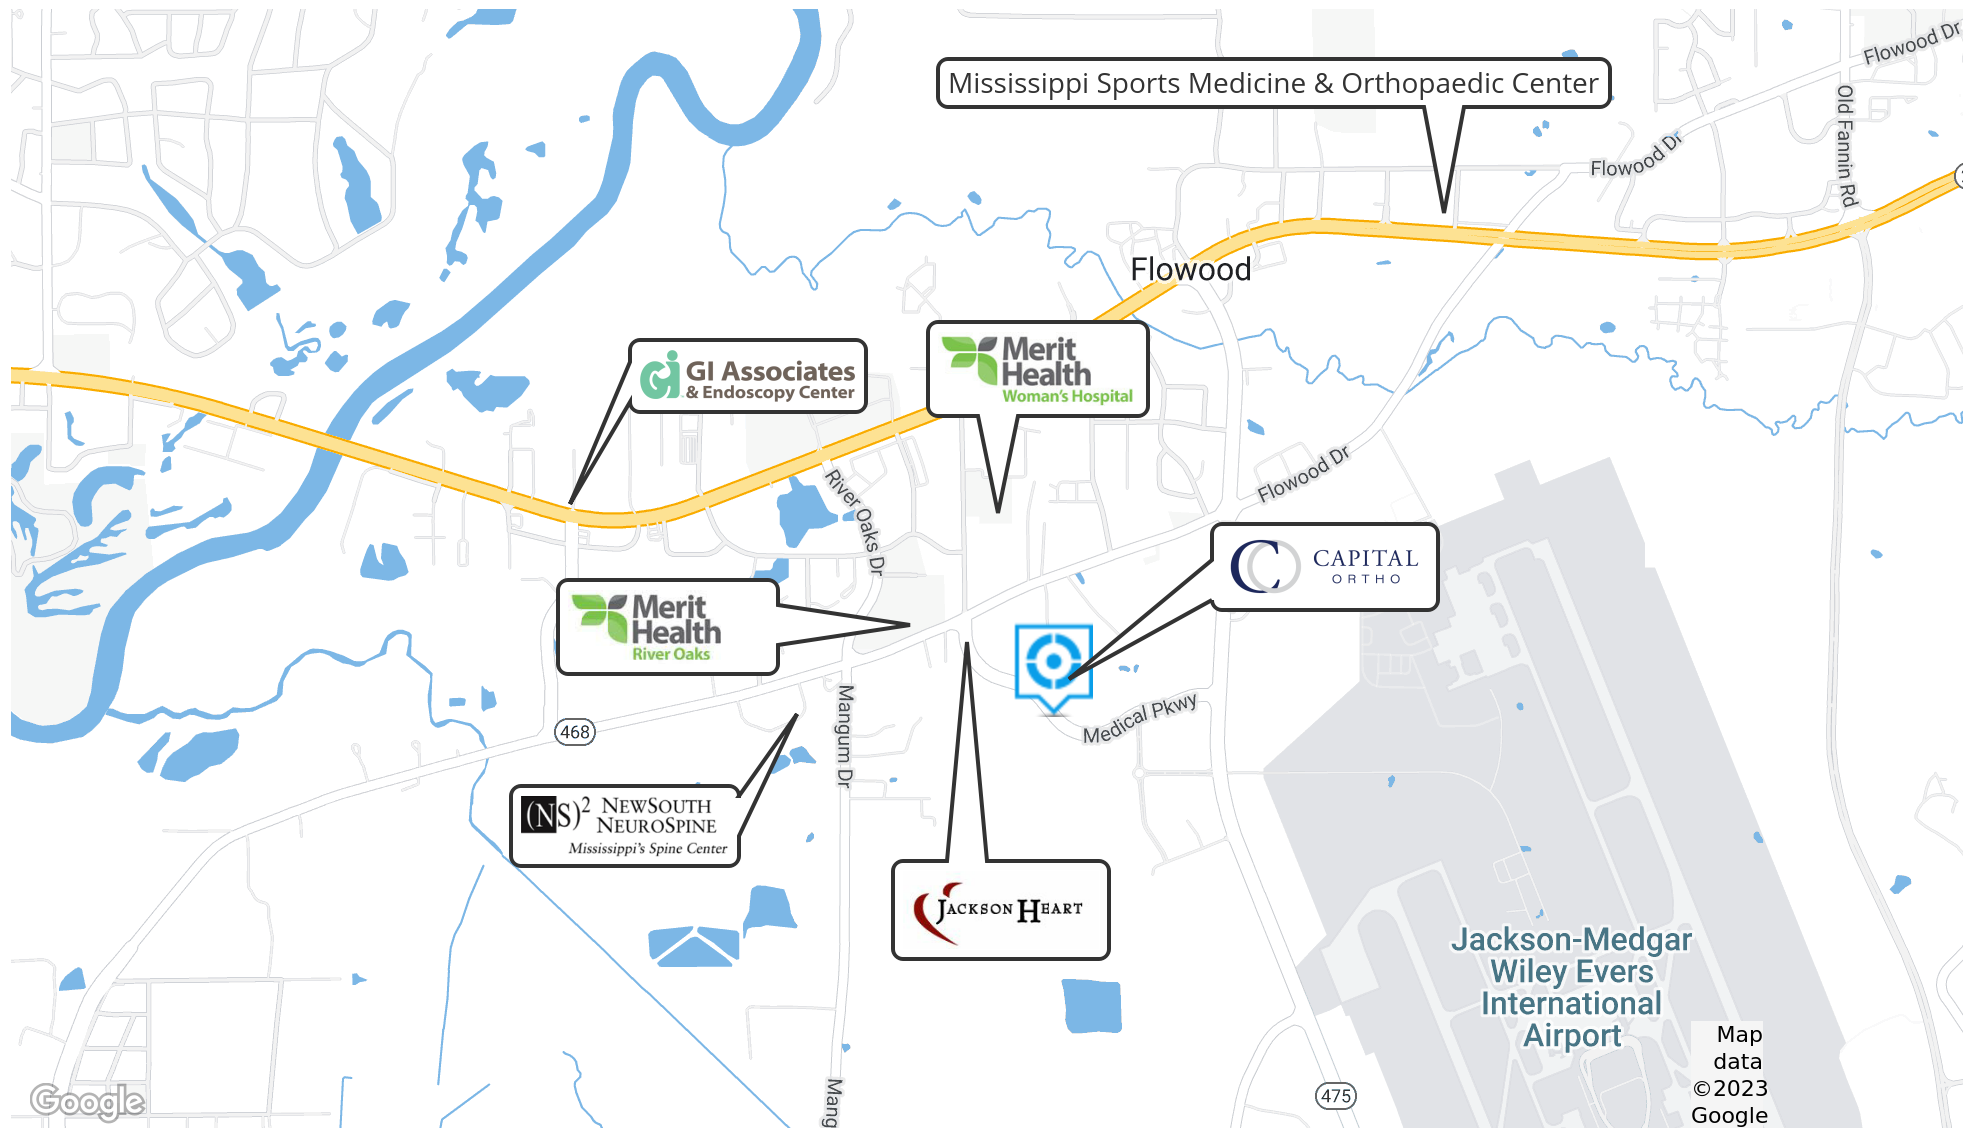 Flowood Dr
Mississippi Sports Medicine & Orthopaedic Center
Old Fannin Rd
Flowood Dr
Flowood
GI Associates
& Endoscopy Center
Merit
Health
Woman's Hospital
River Oaks Dr
Flowood Dr
CAPITAL
ORTHO
Merit
Health
River Oaks
Mangum Dr
Medical Pkwy
468
(NS)2 NEWSOUTH
NEUROSPINE
Mississippi's Spine Center
JACKSON HEART
Jackson-Medgar
Wiley Evers
International
Airport
Map
data
©2023
Google
Google
Mang
475